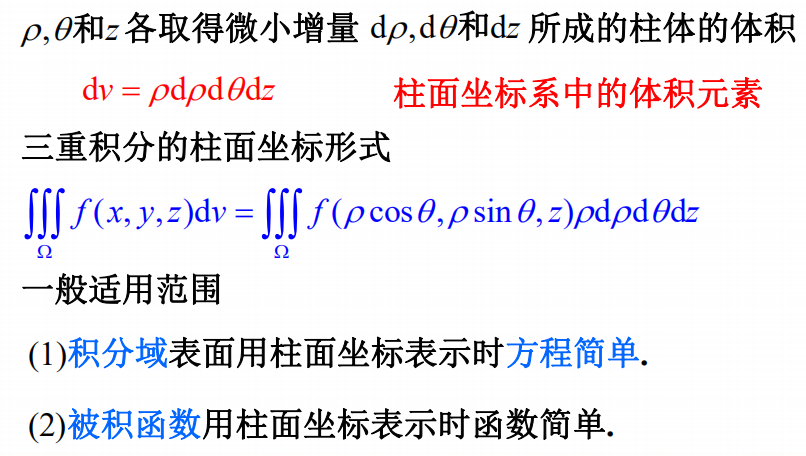 ρ,θ和z 各取得微小增量 dρ,dθ和dz 所成的柱体的体积
dv = ρdρdθdz 柱面坐标系中的体积元素
三重积分的柱面坐标形式
∭_Ω f(x, y, z)dv = ∭_Ω f(ρ cosθ, ρ sinθ, z)ρdρdθdz
一般适用范围
(1)积分域表面用柱面坐标表示时方程简单.
(2)被积函数用柱面坐标表示时函数简单.